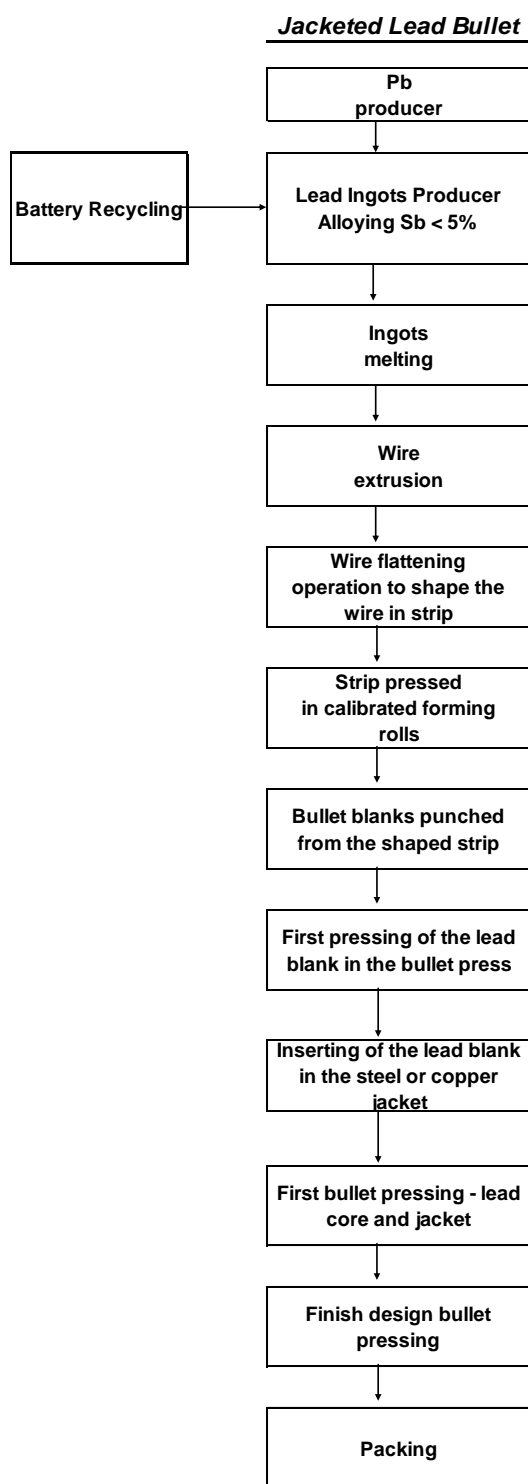 Jacketed Lead Bullet
Pb
producer
Battery Recycling
Lead Ingots Producer
Alloying Sb < 5%
Ingots
melting
Wire
extrusion
Wire flattening
operation to shape the
wire in strip
Strip pressed
in calibrated forming
rolls
Bullet blanks punched
from the shaped strip
First pressing of the lead
blank in the bullet press
Inserting of the lead blank
in the steel or copper
jacket
First bullet pressing - lead
core and jacket
Finish design bullet
pressing
Packing